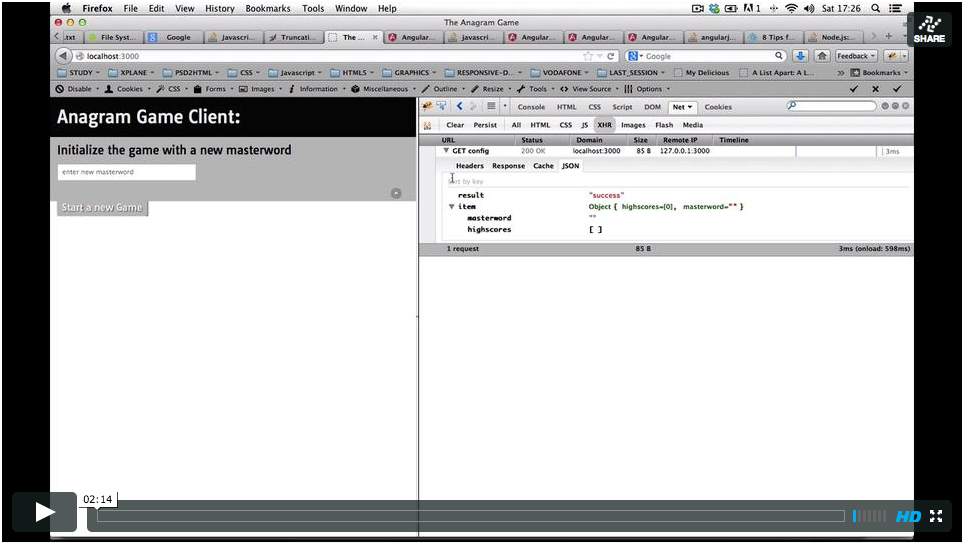 Firefox File Edit View History Bookmarks Tools Window Help 1 Sat 17:26
The Anagram Game
.txt File Syst... Google Javascri... Truncati... The ... Angular... javascri... Angular... Angular... Angular... angularj... 8 Tips f... Node.js:...
SHARE
localhost:3000 Google Feedback
STUDY XPLANE PSD2HTML CSS Javascript HTML5 GRAPHICS RESPONSIVE-D... VODAFONE LAST_SESSION My Delicious A List Apart: A L... Bookmarks
Disable Cookies CSS Forms Images Information Miscellaneous Outline Resize Tools View Source Options
Console HTML CSS Script DOM Net Cookies
Anagram Game Client:
Clear Persist All HTML CSS JS XHR Images Flash Media
URL Status Domain Size Remote IP Timeline
Initialize the game with a new masterword
GET config 200 OK localhost:3000 85 B 127.0.0.1:3000 3ms
Headers Response Cache JSON
enter new masterword
Sort by key
result "success"
Start a new Game
item Object { highscores=[0], masterword="" }
masterword ""
highscores [ ]
1 request 85 B 3ms (onload: 598ms)
02:14
HD